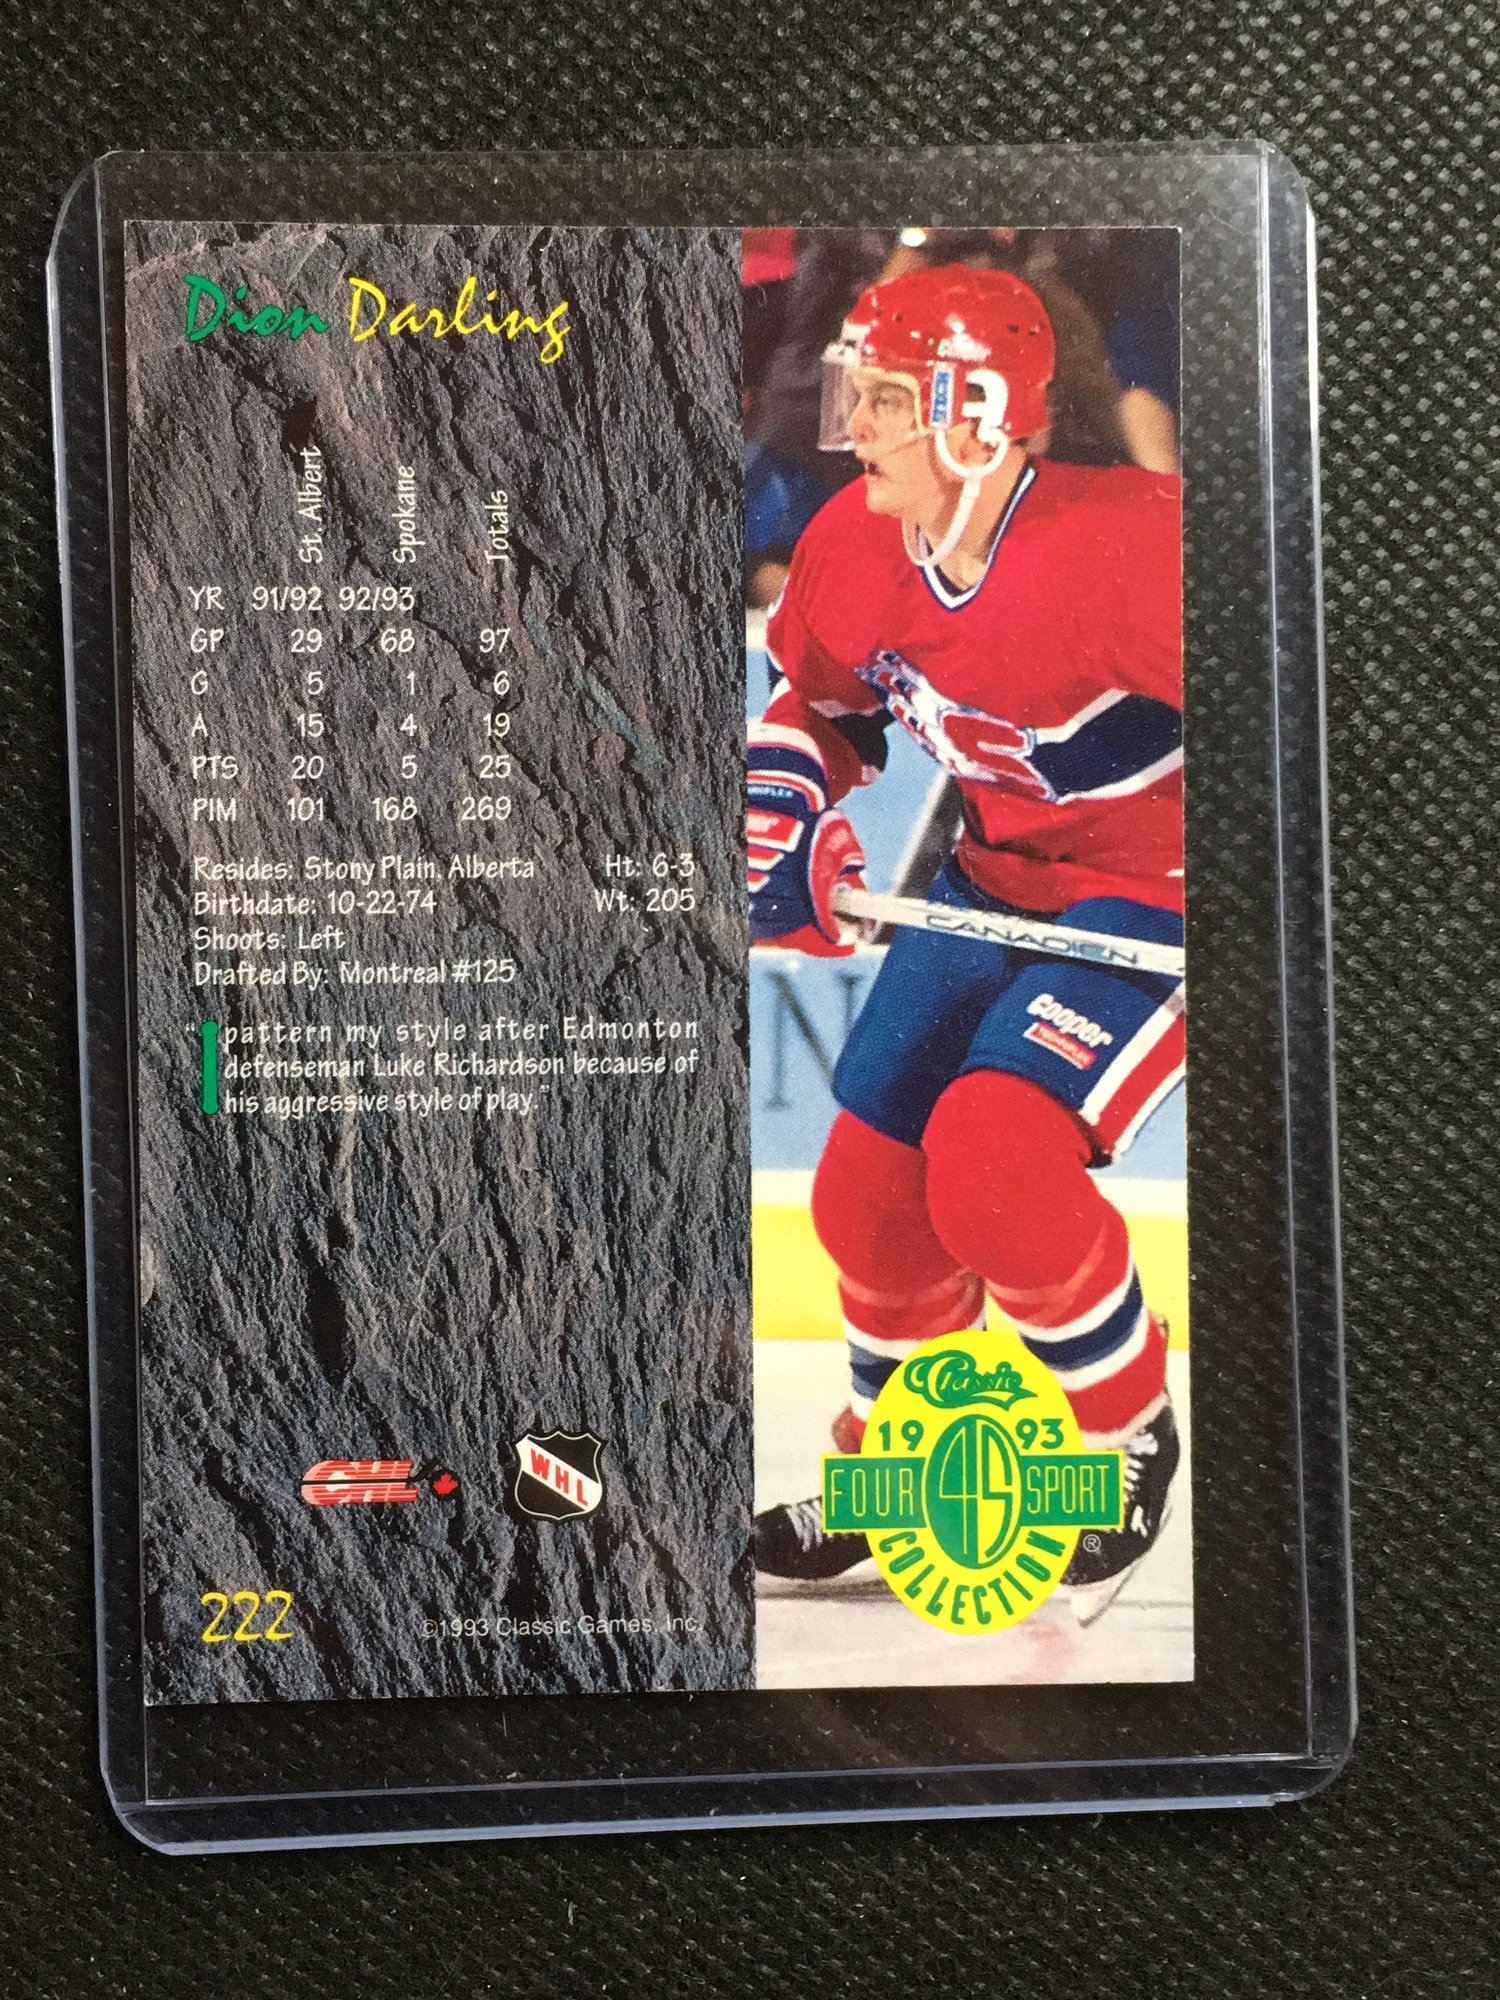 Dion Darling
St. Albert Spokane Totals
YR 91/92 92/93
GP 29 68 97
G 5 1 6
A 15 4 19
PTS 20 5 25
PIM 101 168 269
Resides: Stony Plain, Alberta Ht: 6-3
Birthdate: 10-22-74 Wt: 205
Shoots: Left
Drafted By: Montreal #125
"I pattern my style after Edmonton
defenseman Luke Richardson because of
his aggressive style of play."
CHL
WHL
222
©1993 Classic Games, Inc.
CANADIEN
Cooper
N
Classic
1993
FOUR 4S SPORT
COLLECTION
®